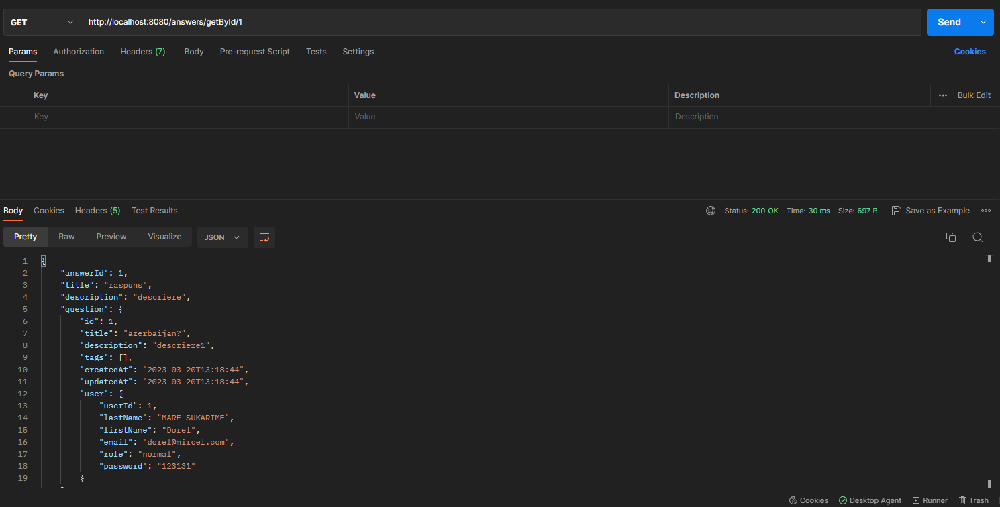 GET http://localhost:8080/answers/getById/1 Send
Params Authorization Headers (7) Body Pre-request Script Tests Settings Cookies
Query Params
Key Value Description ••• Bulk Edit
Key Value Description
Body Cookies Headers (5) Test Results Status: 200 OK Time: 30 ms Size: 697 B Save as Example
Pretty Raw Preview Visualize JSON
1 {
2 "answerId": 1,
3 "title": "raspuns",
4 "description": "descriere",
5 "question": {
6 "id": 1,
7 "title": "azerbaijan?",
8 "description": "descriere1",
9 "tags": [],
10 "createdAt": "2023-03-20T13:18:44",
11 "updatedAt": "2023-03-20T13:18:44",
12 "user": {
13 "userId": 1,
14 "lastName": "MARE SUKARIME",
15 "firstName": "Dorel",
16 "email": "dorel@mircel.com",
17 "role": "normal",
18 "password": "123131"
19 }
Cookies Desktop Agent Runner Trash